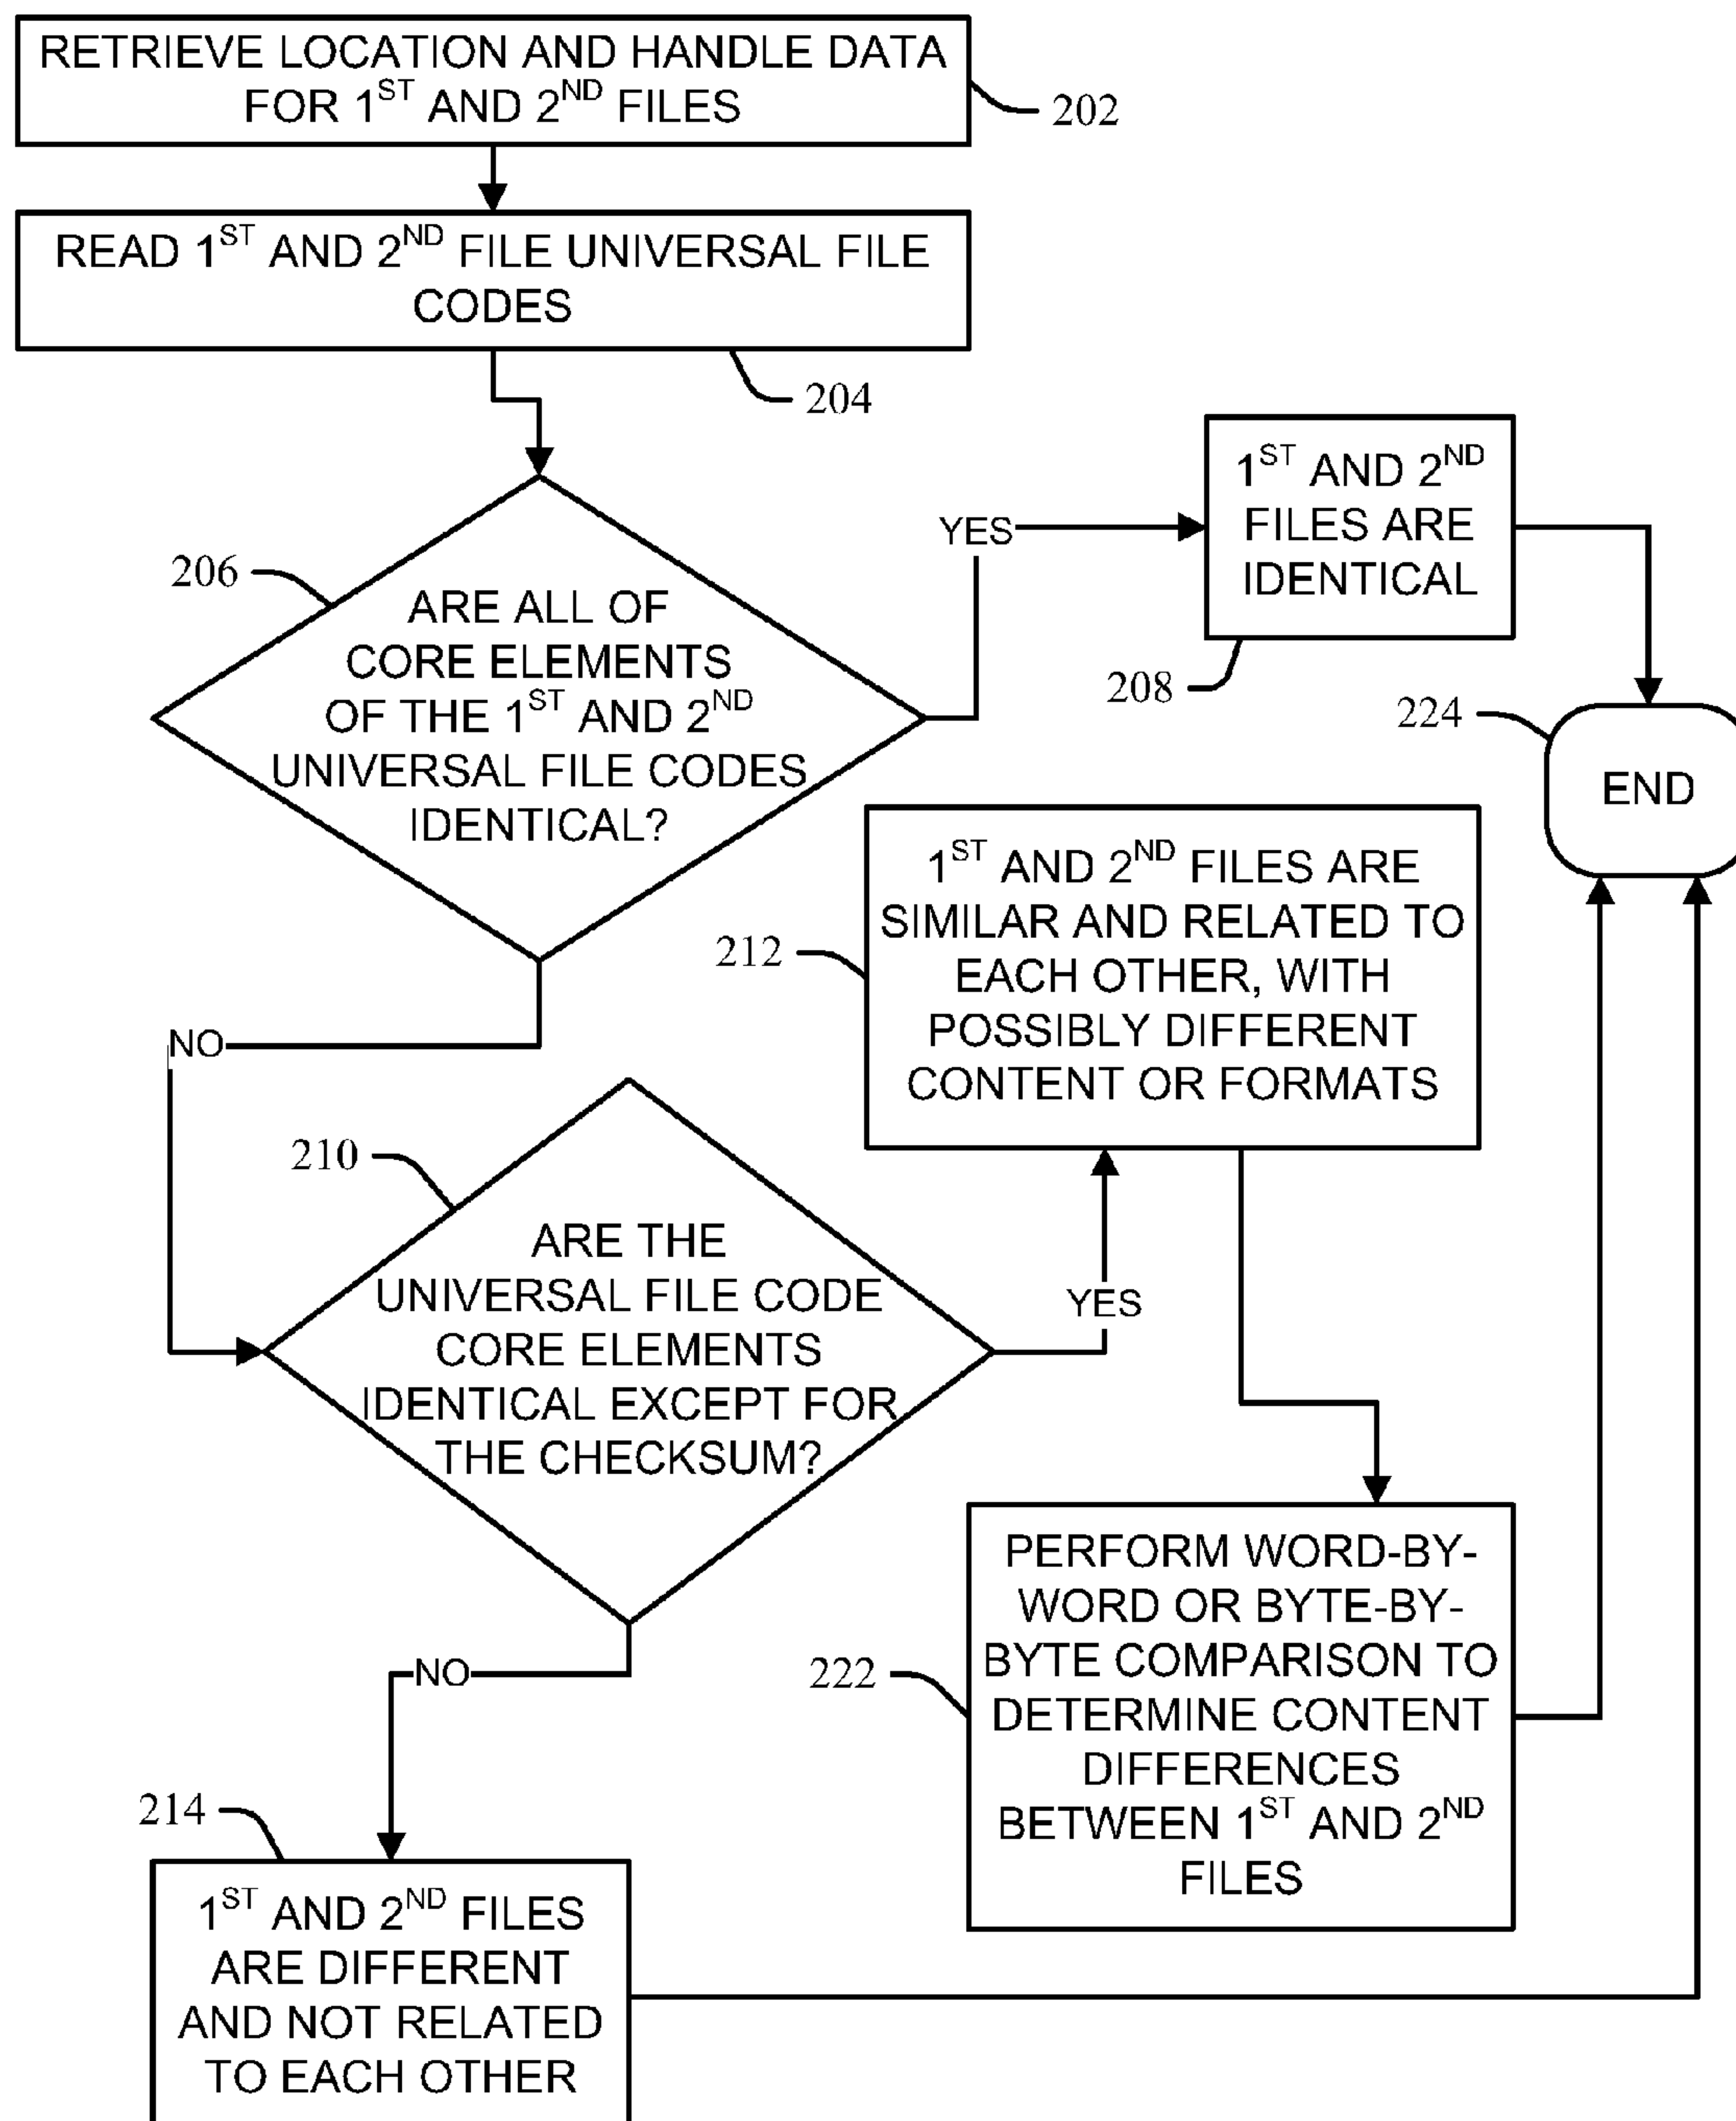 RETRIEVE LOCATION AND HANDLE DATA
FOR 1ST AND 2ND FILES
202
READ 1ST AND 2ND FILE UNIVERSAL FILE
CODES
204
206
ARE ALL OF
CORE ELEMENTS
OF THE 1ST AND 2ND
UNIVERSAL FILE CODES
IDENTICAL?
YES
1ST AND 2ND
FILES ARE
IDENTICAL
208
224
END
NO
212
1ST AND 2ND FILES ARE
SIMILAR AND RELATED TO
EACH OTHER, WITH
POSSIBLY DIFFERENT
CONTENT OR FORMATS
210
ARE THE
UNIVERSAL FILE CODE
CORE ELEMENTS
IDENTICAL EXCEPT FOR
THE CHECKSUM?
YES
NO
222
PERFORM WORD-BY-
WORD OR BYTE-BY-
BYTE COMPARISON TO
DETERMINE CONTENT
DIFFERENCES
BETWEEN 1ST AND 2ND
FILES
214
1ST AND 2ND FILES
ARE DIFFERENT
AND NOT RELATED
TO EACH OTHER